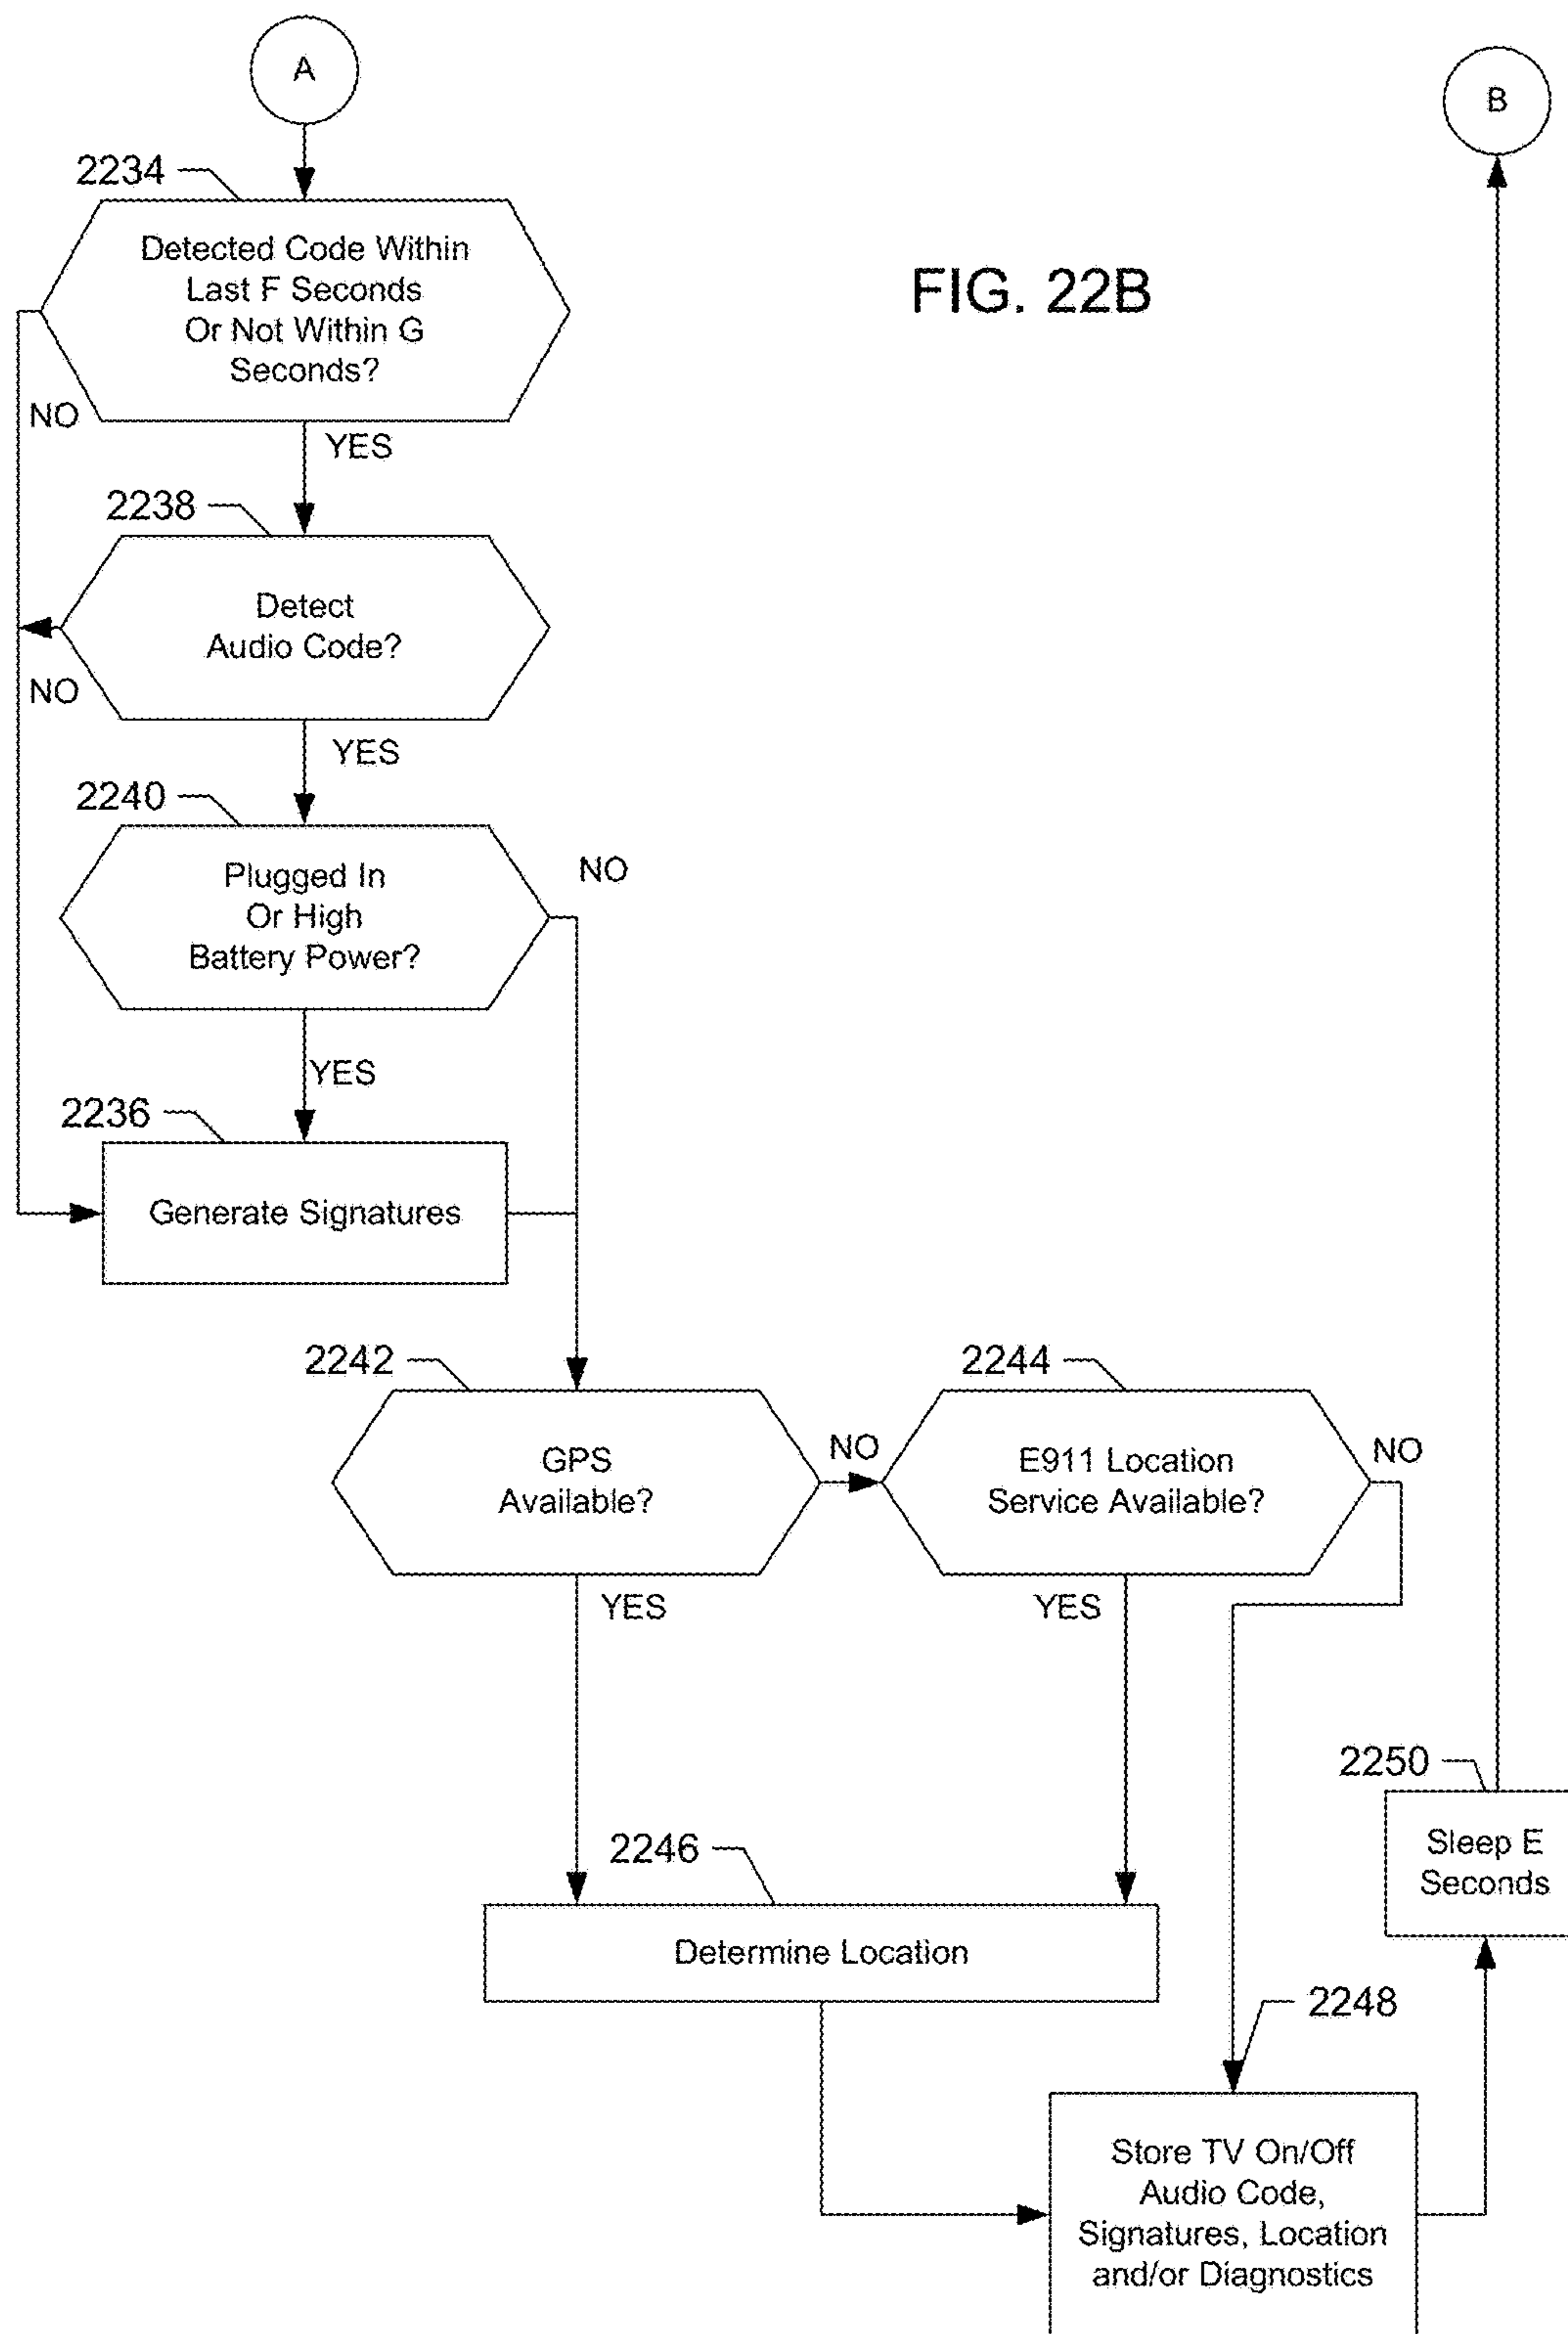 A
B
2234
Detected Code Within
Last F Seconds
Or Not Within G
Seconds?
FIG. 22B
NO
YES
2238
Detect
Audio Code?
NO
YES
2240
Plugged In
Or High
Battery Power?
NO
YES
2236
Generate Signatures
2242
GPS
Available?
NO
2244
E911 Location
Service Available?
NO
YES
YES
2250
Sleep E
Seconds
2246
Determine Location
2248
Store TV On/Off
Audio Code,
Signatures, Location
and/or Diagnostics